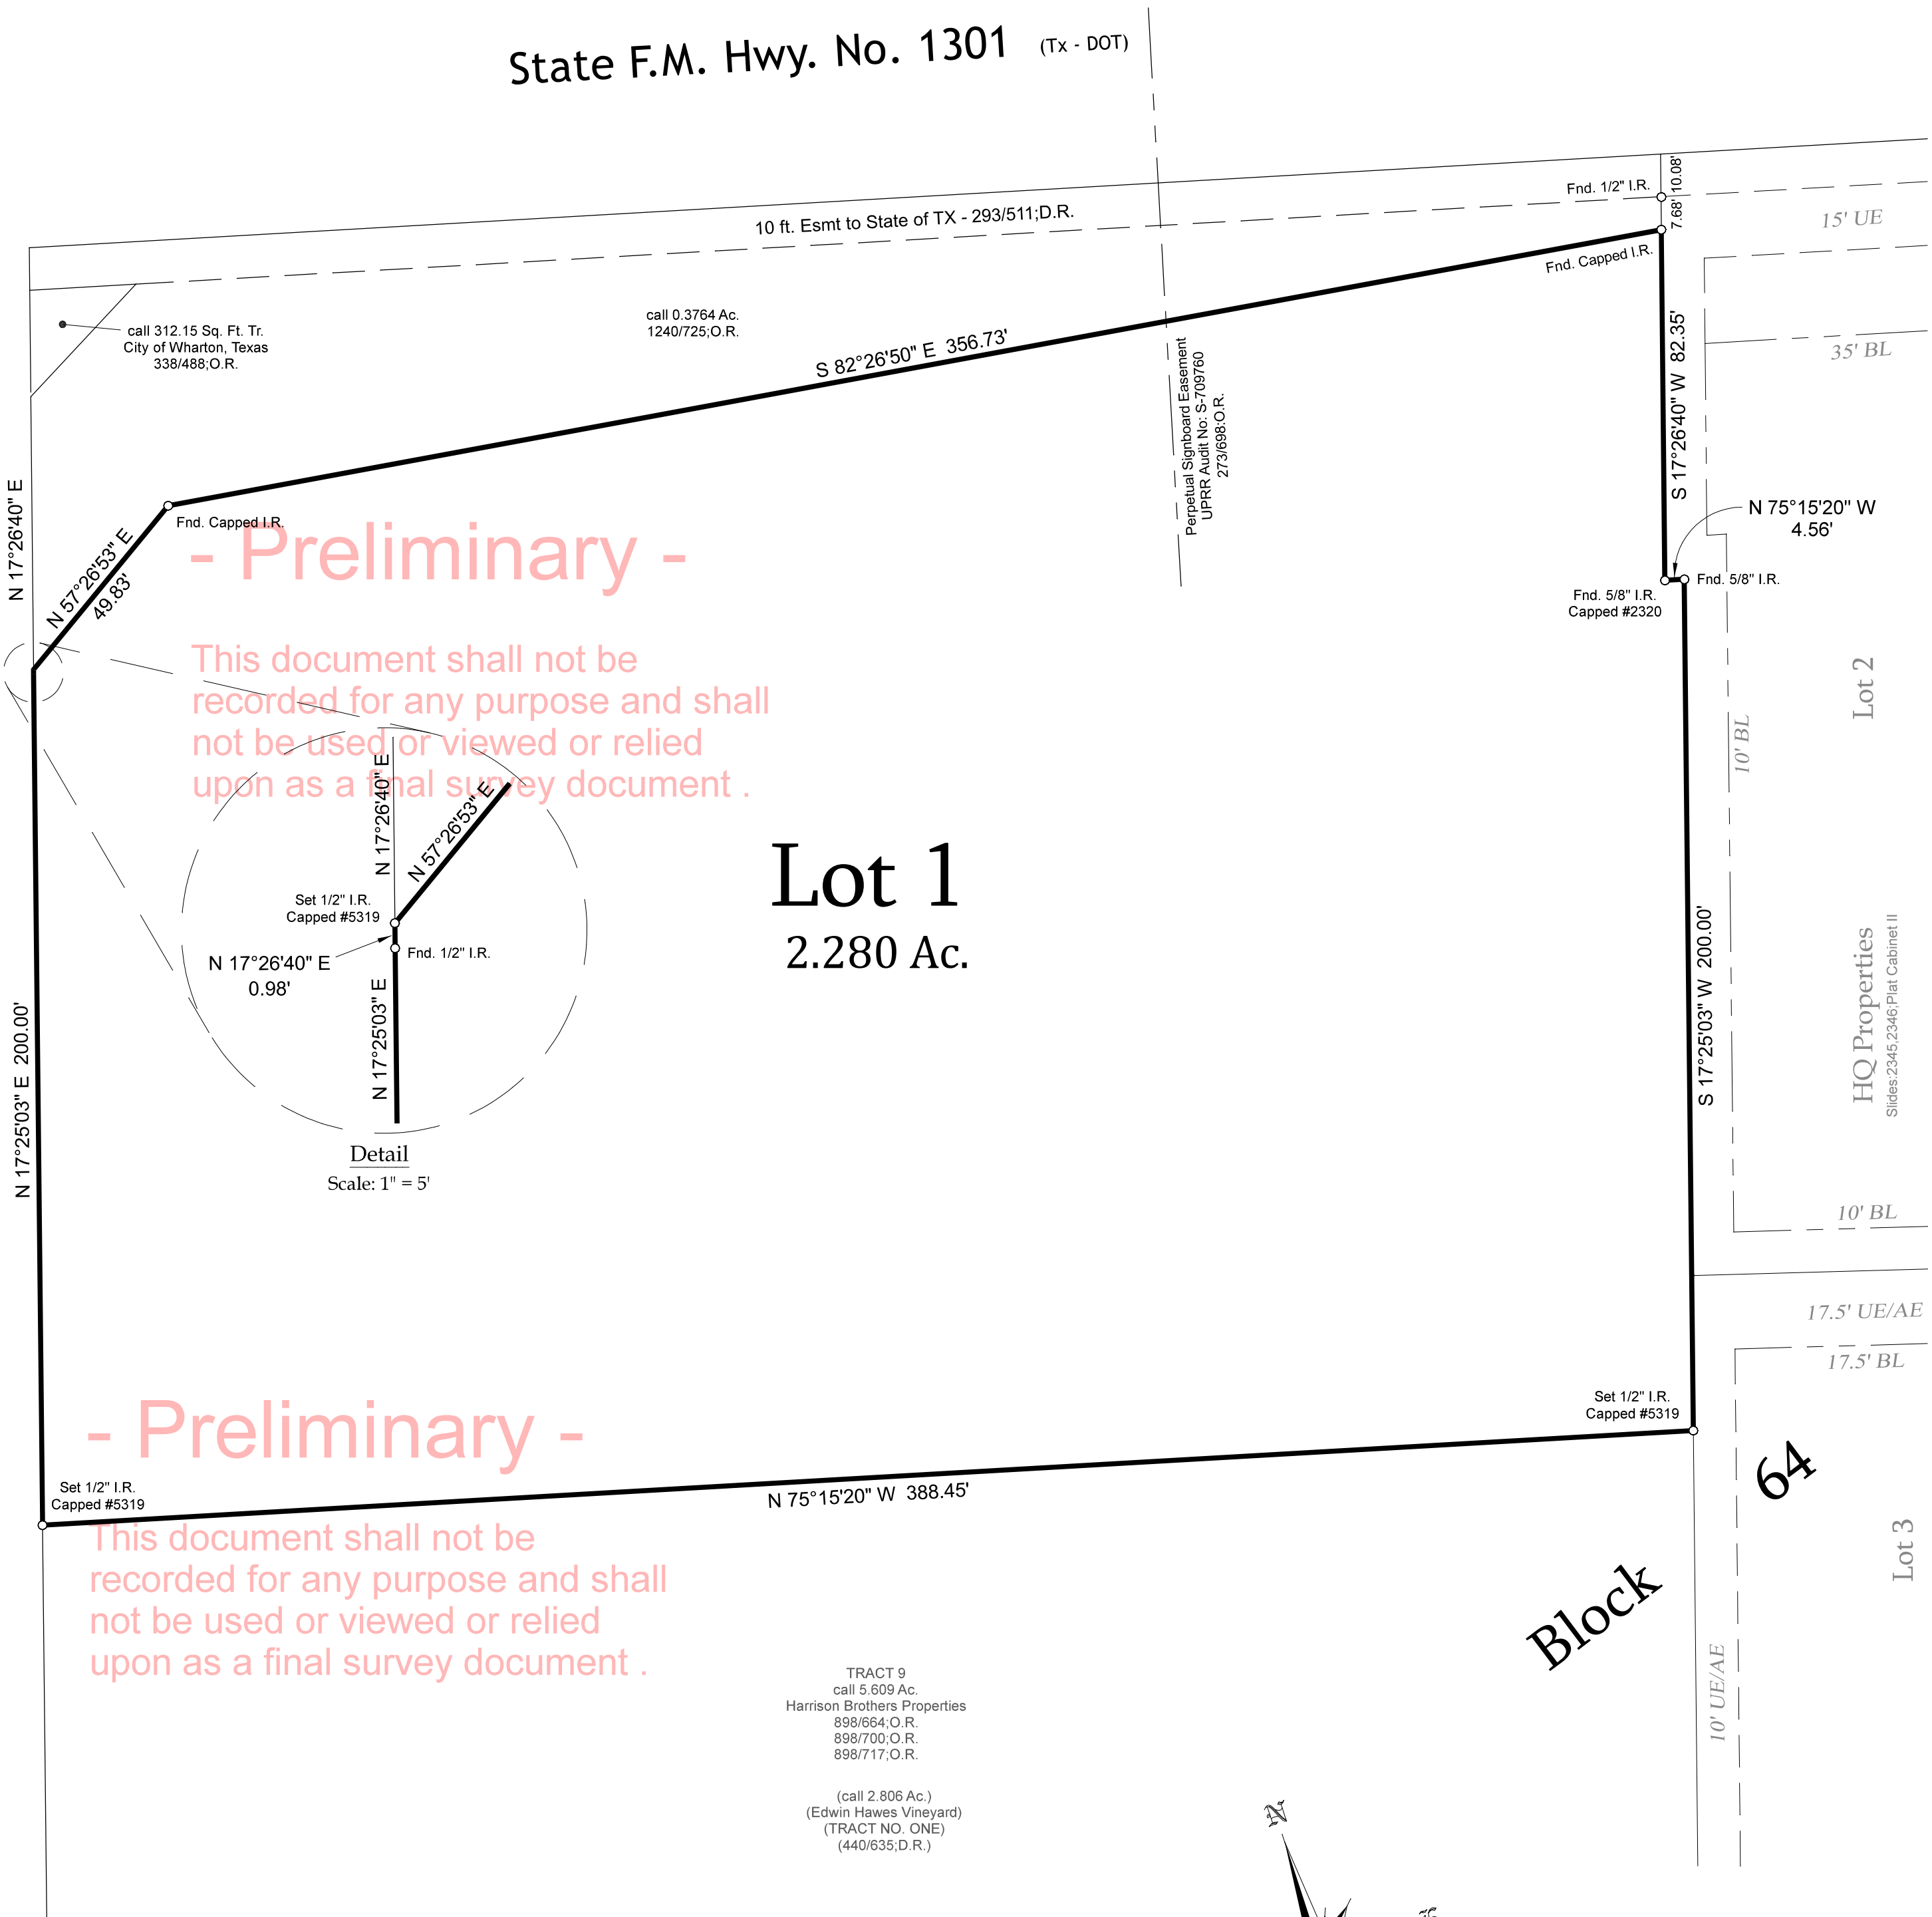 State F.M. Hwy. No. 1301 (Tx - DOT)
10.08'
Fnd. 1/2" I.R.
7.68'
15' UE
10 ft. Esmt to State of TX - 293/511;D.R.
Fnd. Capped I.R.
call 312.15 Sq. Ft. Tr.
City of Wharton, Texas
338/488;O.R.
call 0.3764 Ac.
1240/725;O.R.
S 82°26'50" E 356.73'
35' BL
S 17°26'40" W 82.35'
Perpetual Signboard Easement
UPRR Audit No: S-709760
273/698:O.R.
N 17°26'40" E
N 57°26'53" E
49.83'
Fnd. Capped I.R.
N 75°15'20" W
4.56'
Fnd. 5/8" I.R.
Fnd. 5/8" I.R.
Capped #2320
- Preliminary -
This document shall not be
recorded for any purpose and shall
not be used or viewed or relied
upon as a final survey document .
Lot 2
10' BL
N 17°26'40" E
N 57°26'53" E
Set 1/2" I.R.
Capped #5319
Fnd. 1/2" I.R.
N 17°26'40" E
0.98'
N 17°25'03" E
Detail
Scale: 1" = 5'
Lot 1
2.280 Ac.
N 17°25'03" E 200.00'
S 17°25'03" W 200.00'
HQ Properties
Slides:2345,2346;Plat Cabinet II
10' BL
17.5' UE/AE
17.5' BL
Set 1/2" I.R.
Capped #5319
- Preliminary -
Set 1/2" I.R.
Capped #5319
N 75°15'20" W 388.45'
This document shall not be
recorded for any purpose and shall
not be used or viewed or relied
upon as a final survey document .
Block 64
Lot 3
10' UE/AE
TRACT 9
call 5.609 Ac.
Harrison Brothers Properties
898/664;O.R.
898/700;O.R.
898/717;O.R.
(call 2.806 Ac.)
(Edwin Hawes Vineyard)
(TRACT NO. ONE)
(440/635;D.R.)
N